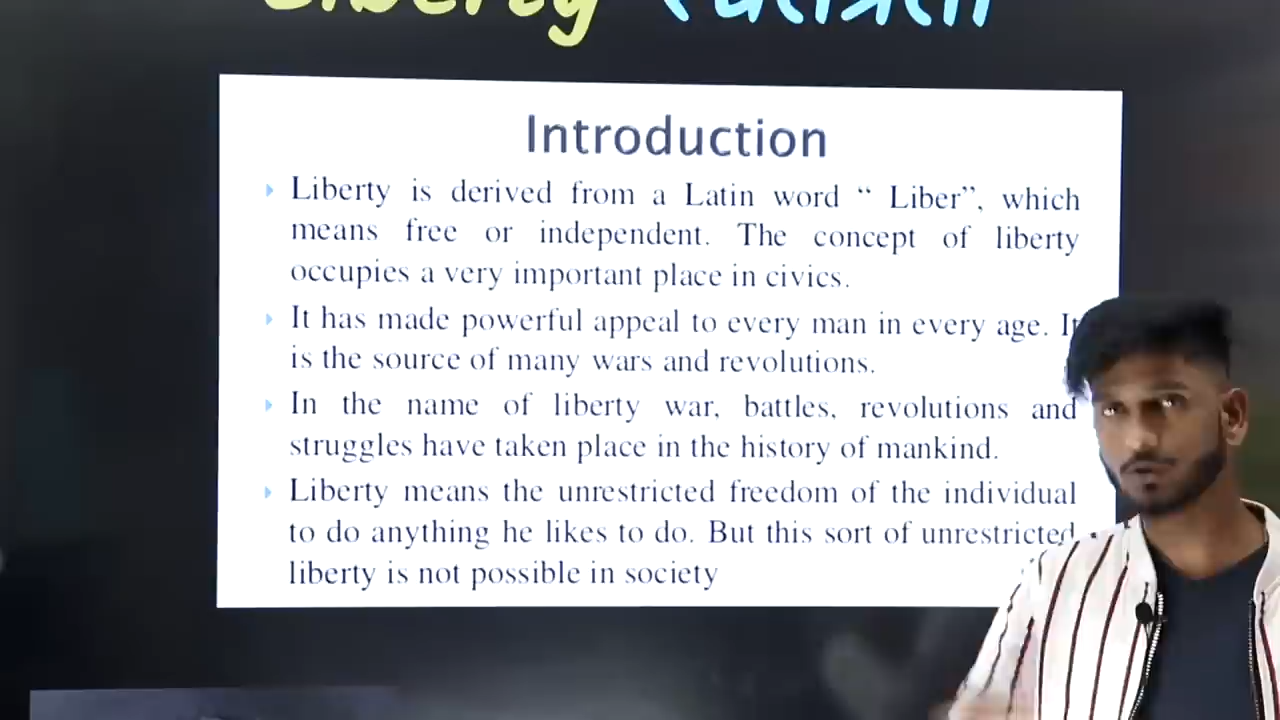 Liberty स्वतंत्रता
Introduction
Liberty is derived from a Latin word “ Liber”, which
means free or independent. The concept of liberty
occupies a very important place in civics.
It has made powerful appeal to every man in every age. It
is the source of many wars and revolutions.
In the name of liberty war, battles, revolutions and
struggles have taken place in the history of mankind.
Liberty means the unrestricted freedom of the individual
to do anything he likes to do. But this sort of unrestricted
liberty is not possible in society